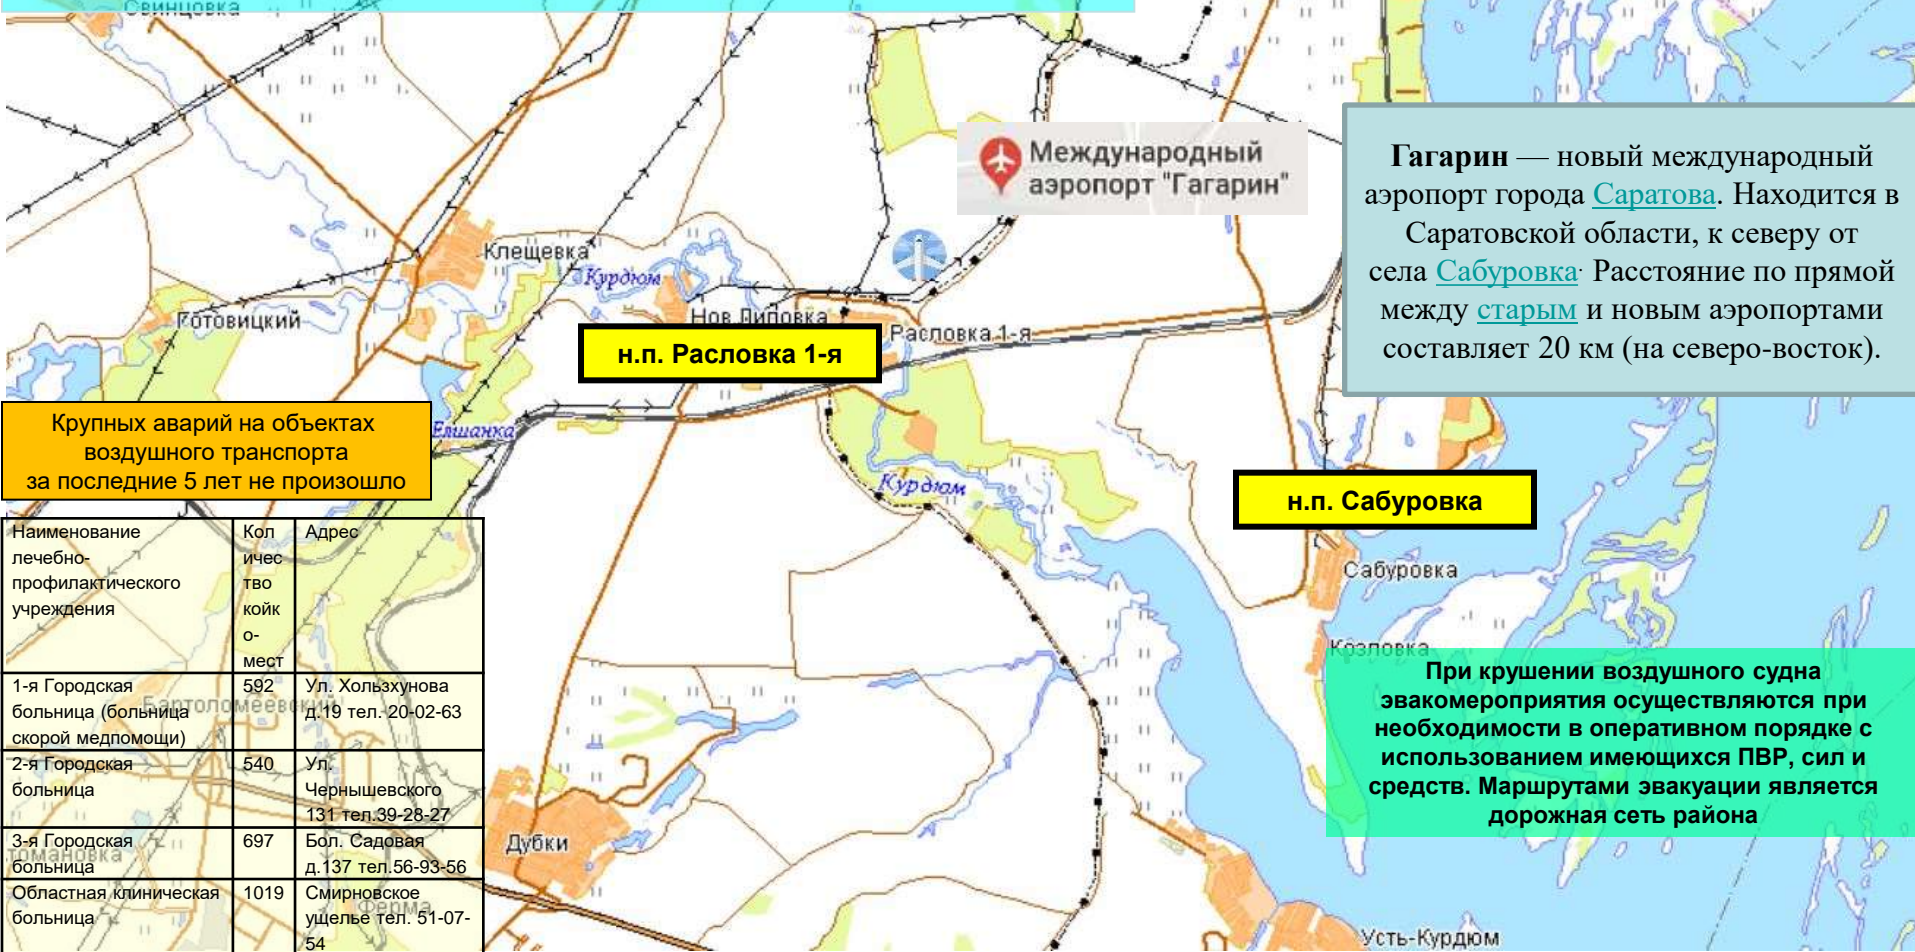 Свинцовка
Международный
аэропорт "Гагарин"
Гагарин — новый международный
аэропорт города Саратова. Находится в
Саратовской области, к северу от
села Сабуровка. Расстояние по прямой
между старым и новым аэропортами
составляет 20 км (на северо-восток).
Клещевка
Курдюм
Готовицкий
Нов.Липовка
Расловка 1-я
н.п. Расловка 1-я
Крупных аварий на объектах
воздушного транспорта
за последние 5 лет не произошло
Елшанка
Курдюм
н.п. Сабуровка
Сабуровка
Козловка
При крушении воздушного судна
эвакомероприятия осуществляются при
необходимости в оперативном порядке с
использованием имеющихся ПВР, сил и
средств. Маршрутами эвакуации является
дорожная сеть района
Наименование
лечебно-
профилактического
учреждения
Кол
ичес
тво
койк
о-
мест
Адрес
1-я Городская
больница (больница
скорой медпомощи)
592
Ул. Хользхунова
д.19 тел. 20-02-63
Бартоломеевский
2-я Городская
больница
540
Ул.
Чернышевского
131 тел.39-28-27
3-я Городская
больница
697
Бол. Садовая
д.137 тел.56-93-56
томановка
Областная клиническая
больница
1019
Смирновское
ущелье тел. 51-07-
54
Ферма
Дубки
Усть-Курдюм